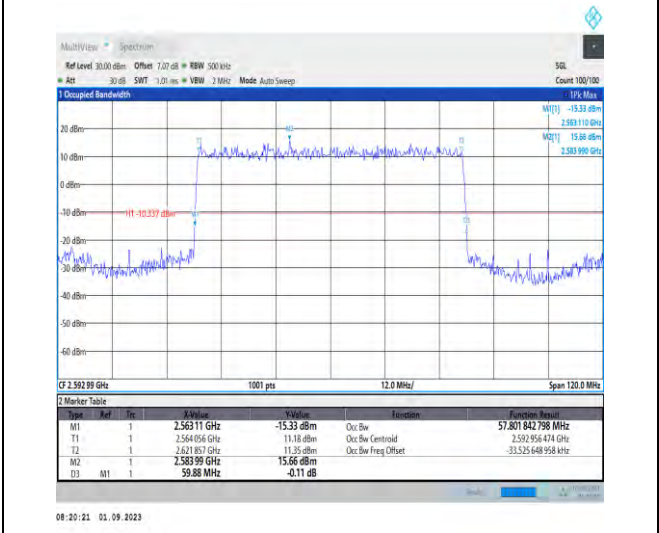 MultiView Spectrum
Ref Level 30.00 dBm Offset 7.07 dB RBW 500 kHz SGL
Att 30 dB SWT 1.01 ms VBW 2 MHz Mode Auto Sweep Count 100/100
1 Occupied Bandwidth 1Pk Max
M1[1] -15.33 dBm
2.563 110 GHz
20 dBm M2 M2[1] 15.66 dBm
2.583 990 GHz
10 dBm
0 dBm
-10 dBm H1 -10.337 dBm
-20 dBm
-30 dBm
-40 dBm
-50 dBm
-60 dBm
CF 2.592 99 GHz 1001 pts 12.0 MHz/ Span 120.0 MHz
2 Marker Table
Type Ref Trc X-Value Y-Value Function Function Result
M1 1 2.563 11 GHz -15.33 dBm Occ Bw 57.801 842 798 MHz
T1 1 2.564 056 GHz 11.18 dBm Occ Bw Centroid 2.592 956 474 GHz
T2 1 2.621 857 GHz 11.35 dBm Occ Bw Freq Offset -33.525 648 958 kHz
M2 1 2.583 99 GHz 15.66 dBm
D3 M1 1 59.88 MHz -0.11 dB
08:20:21 01.09.2023